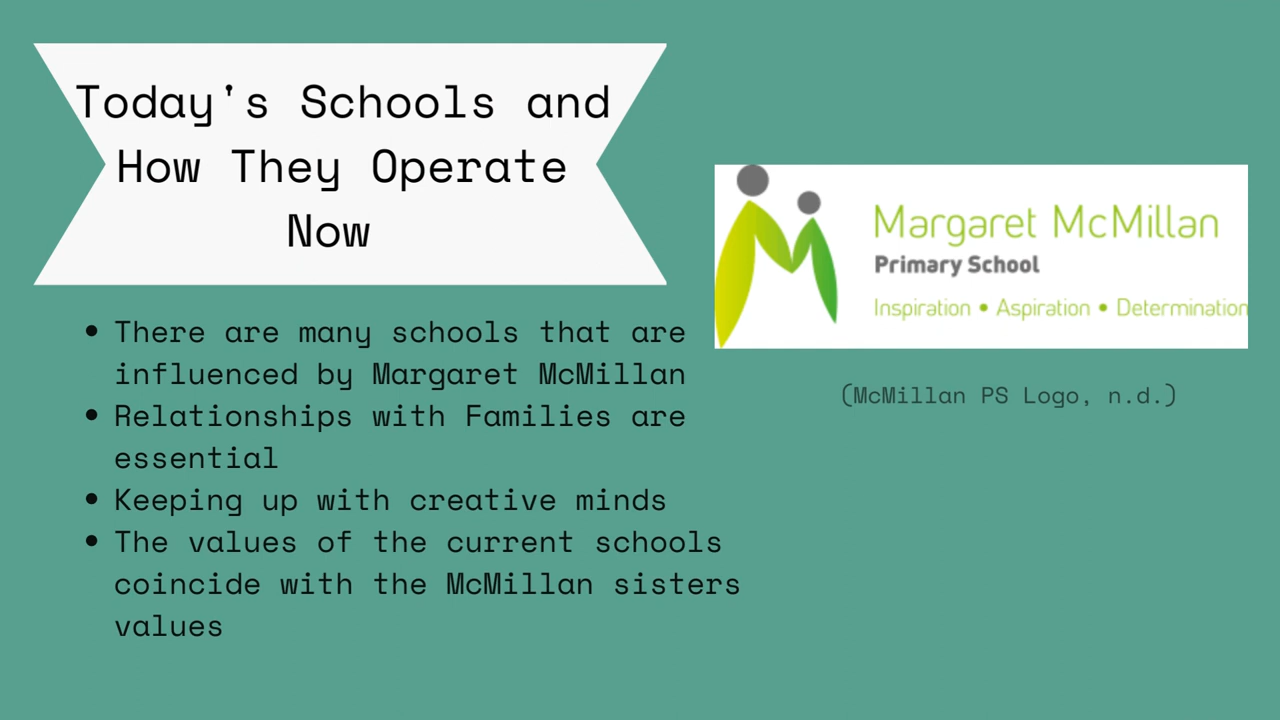 Today's Schools and
How They Operate
Now
• There are many schools that are
influenced by Margaret McMillan
• Relationships with Families are
essential
• Keeping up with creative minds
• The values of the current schools
coincide with the McMillan sisters
values
Margaret McMillan
Primary School
Inspiration • Aspiration • Determination
(McMillan PS Logo, n.d.)